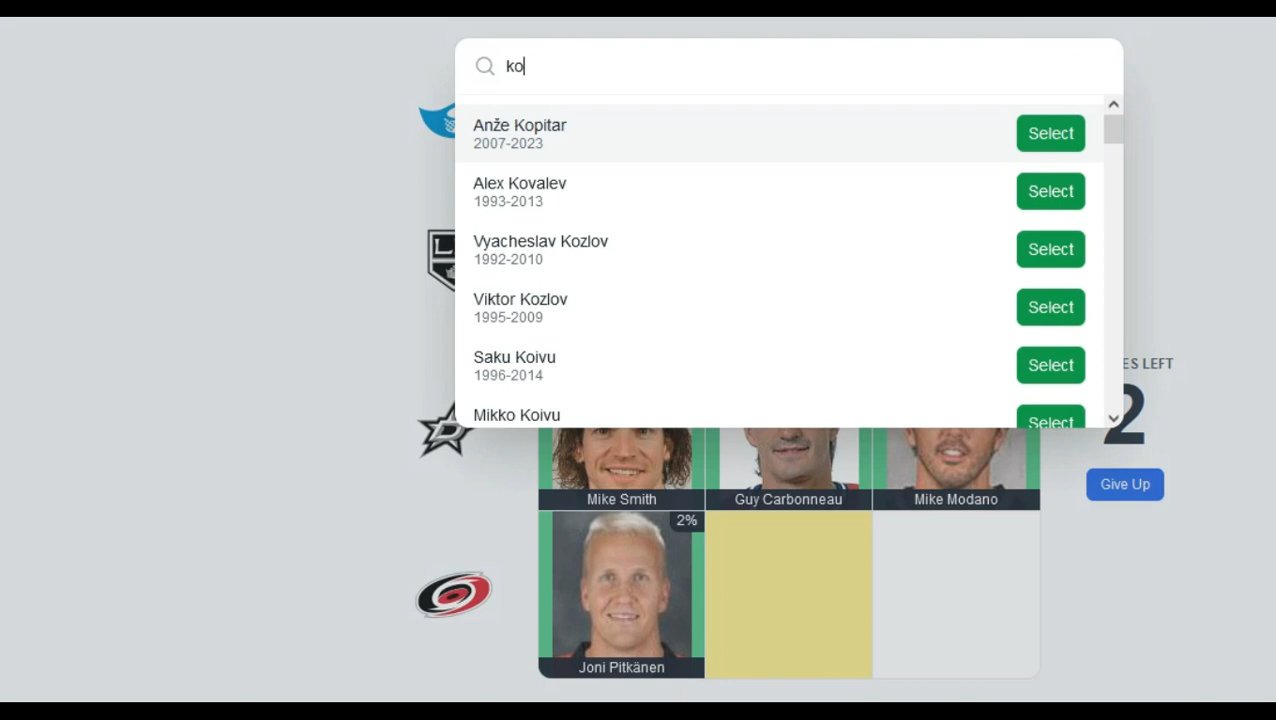 ko
Anže Kopitar
2007-2023
Select
Alex Kovalev
1993-2013
Select
Vyacheslav Kozlov
1992-2010
Select
Viktor Kozlov
1995-2009
Select
Saku Koivu
1996-2014
Select
Mikko Koivu
Select
ES LEFT
2
Give Up
Mike Smith
Guy Carbonneau
Mike Modano
2%
Joni Pitkänen